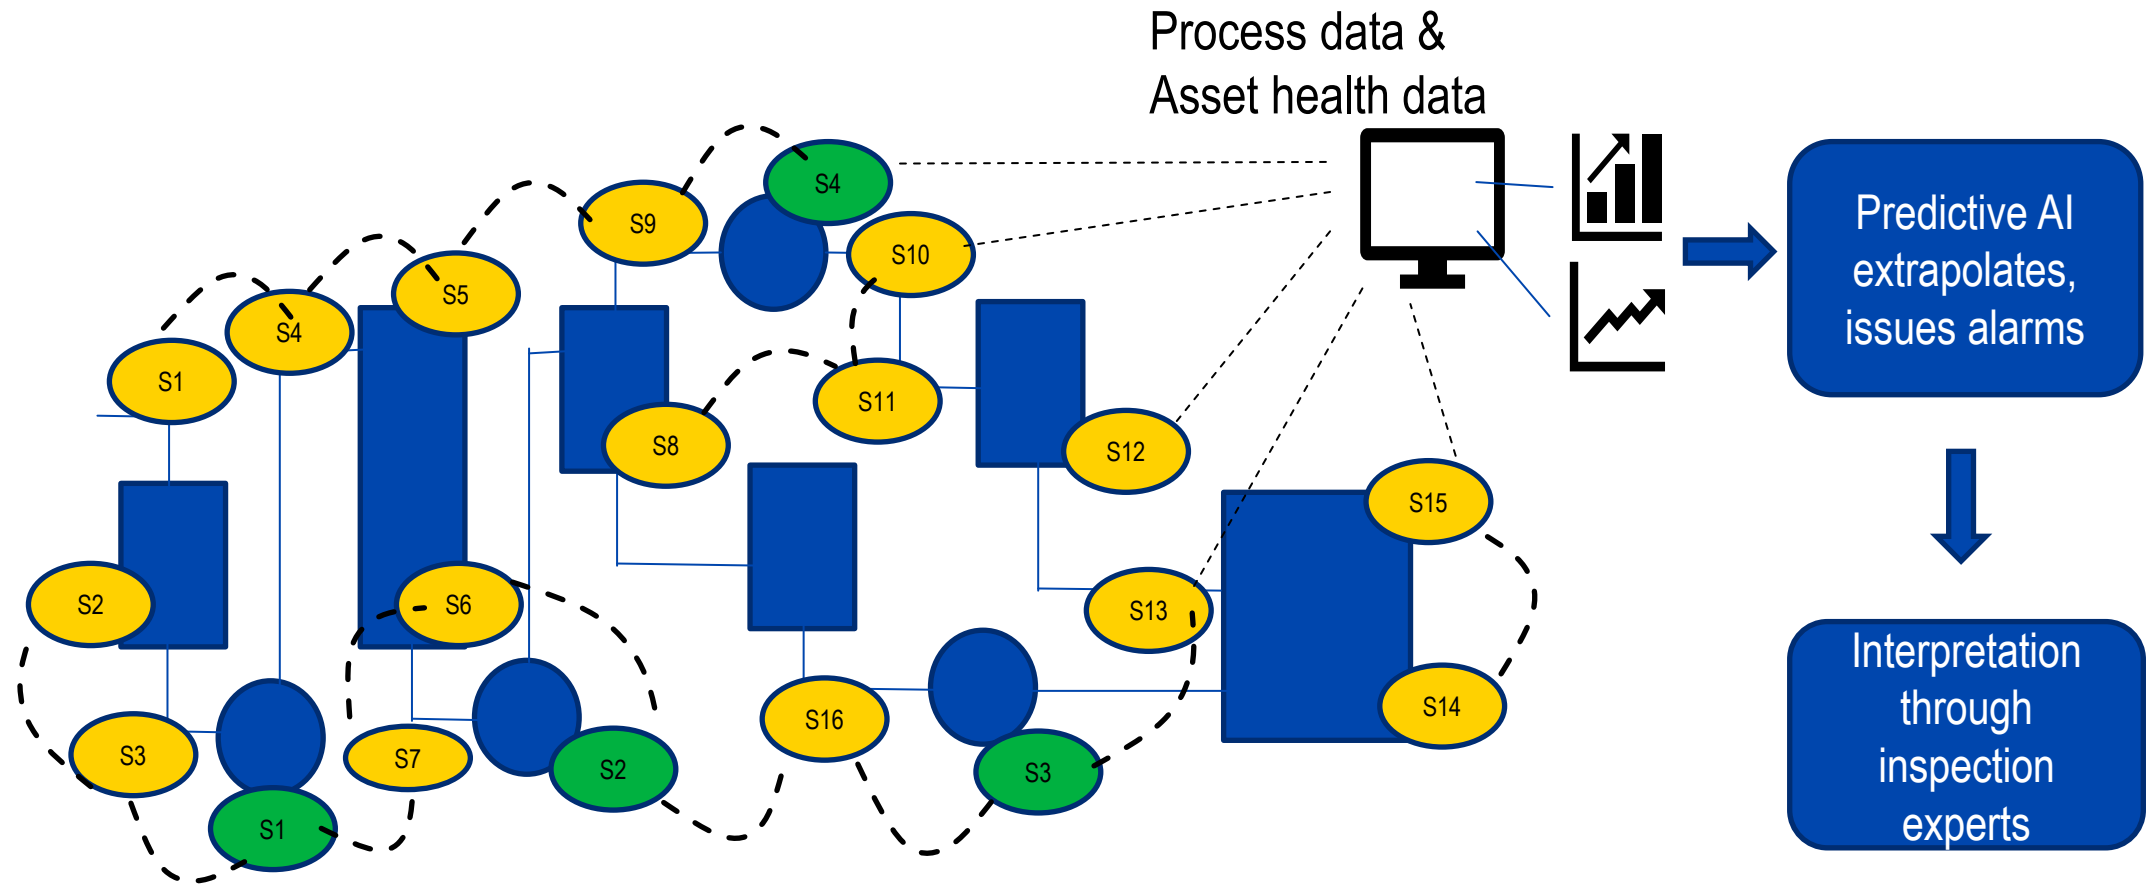 Process data &
Asset health data
S4
S9
S10
S5
S4
S1
S11
S8
S12
S15
S2
S6
S13
S14
S16
S3
S7
S2
S3
S1
Predictive AI
extrapolates,
issues alarms
Interpretation
through
inspection
experts